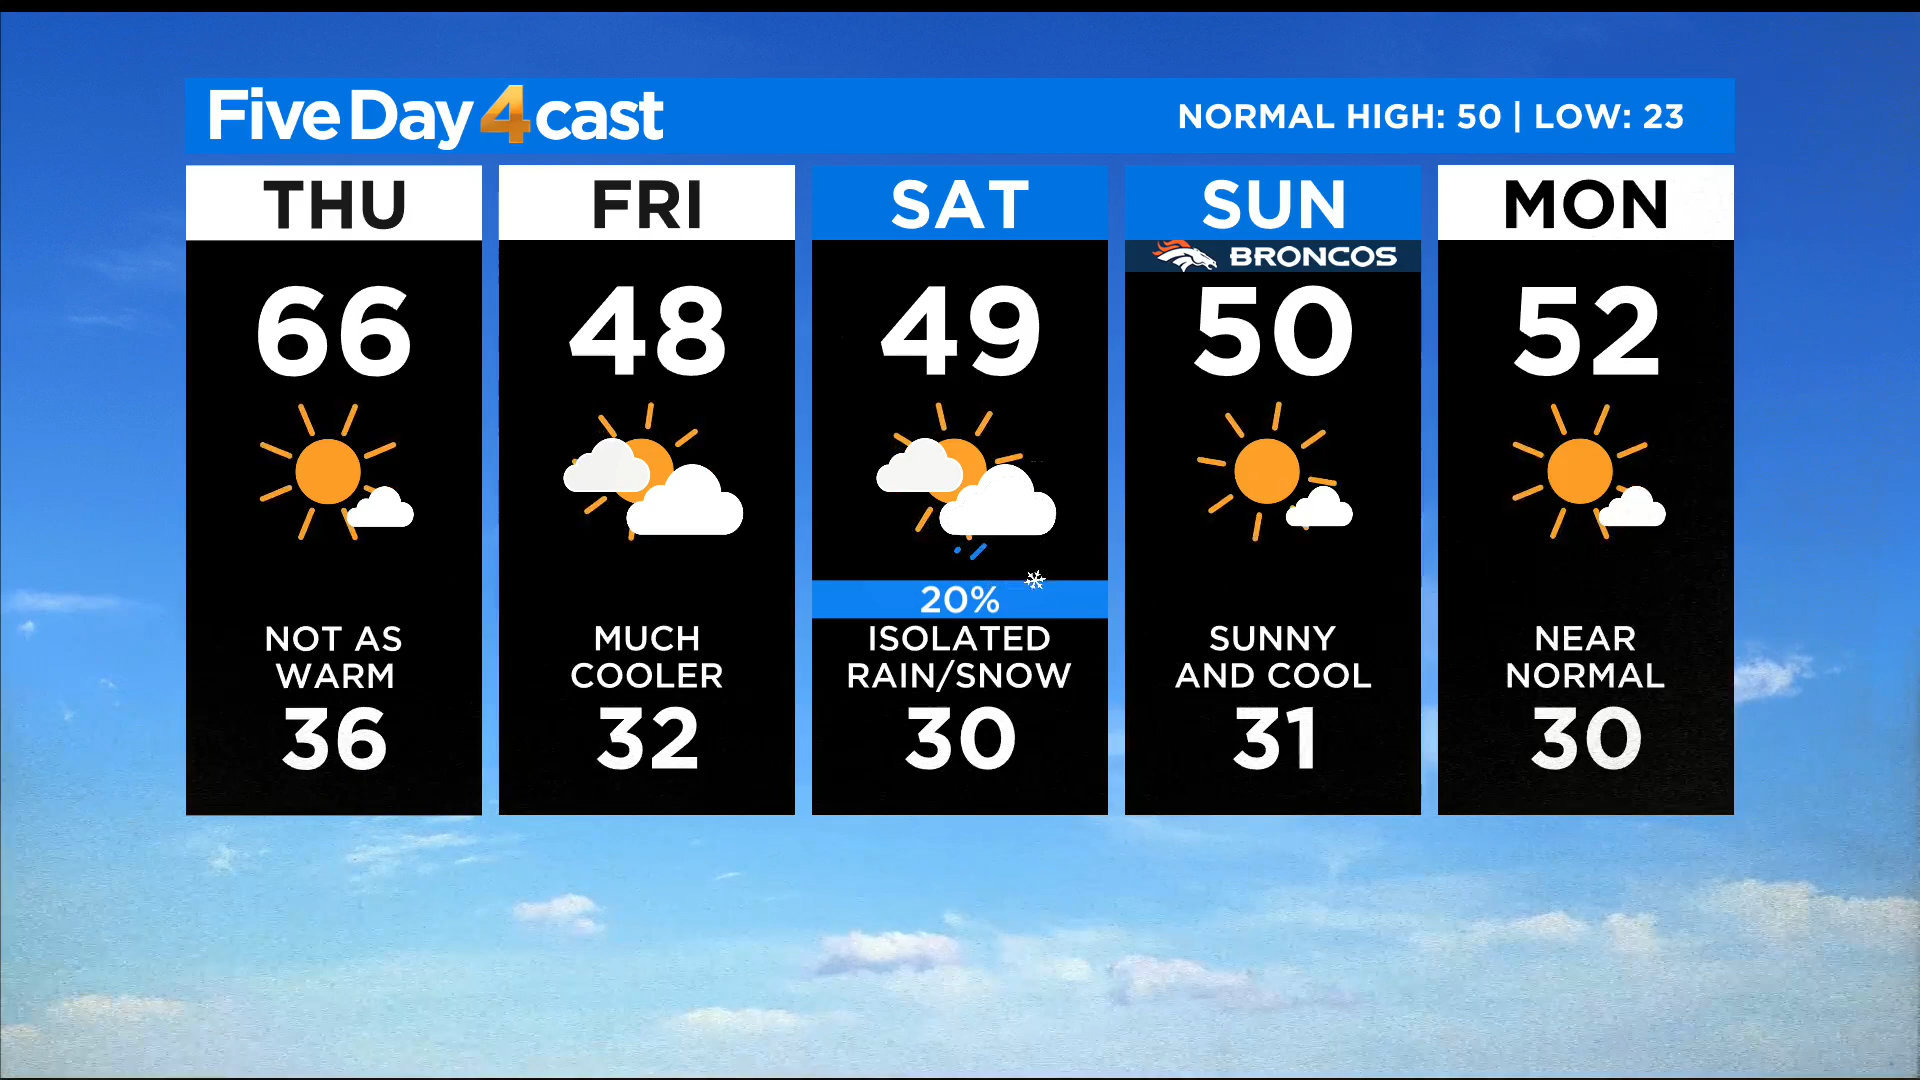 Five Day 4cast
NORMAL HIGH: 50 | LOW: 23
THU
66
NOT AS
WARM
36
FRI
48
MUCH
COOLER
32
SAT
49
20%
ISOLATED
RAIN/SNOW
30
SUN
BRONCOS
50
SUNNY
AND COOL
31
MON
52
NEAR
NORMAL
30